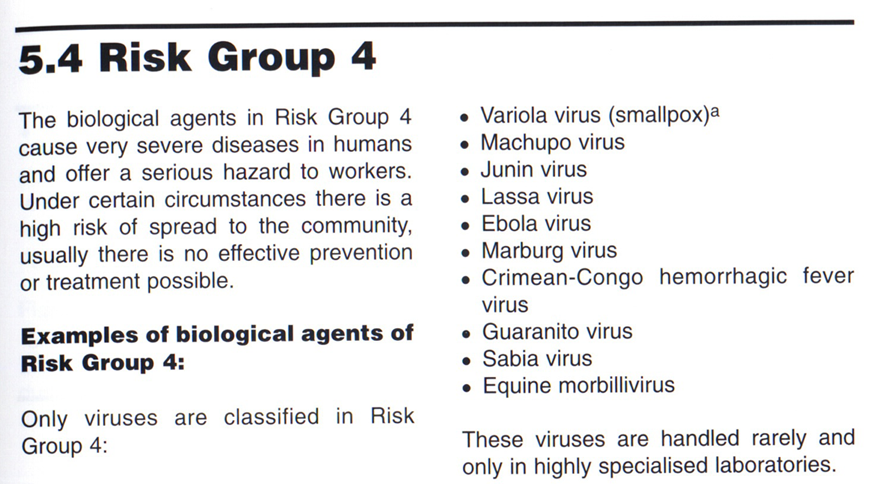 5.4 Risk Group 4
The biological agents in Risk Group 4
cause very severe diseases in humans
and offer a serious hazard to workers.
Under certain circumstances there is a
high risk of spread to the community,
usually there is no effective prevention
or treatment possible.
Examples of biological agents of
Risk Group 4:
Only viruses are classified in Risk
Group 4:
• Variola virus (smallpox)a
• Machupo virus
• Junin virus
• Lassa virus
• Ebola virus
• Marburg virus
• Crimean-Congo hemorrhagic fever
virus
• Guaranito virus
• Sabia virus
• Equine morbillivirus
These viruses are handled rarely and
only in highly specialised laboratories.